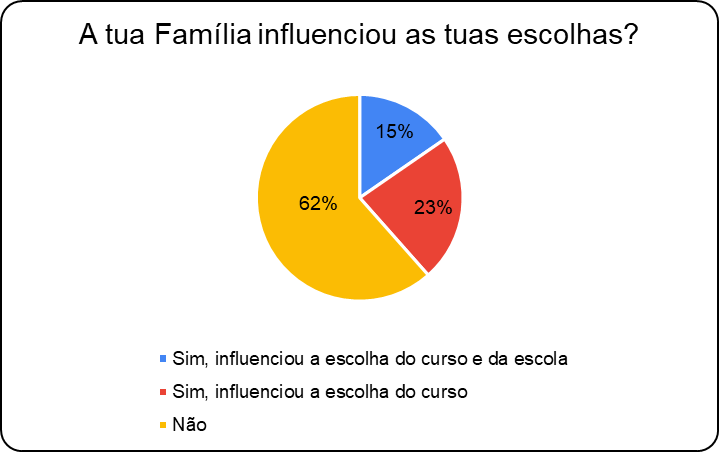 A tua Família influenciou as tuas escolhas?
15%
23%
62%
Sim, influenciou a escolha do curso e da escola
Sim, influenciou a escolha do curso
Não